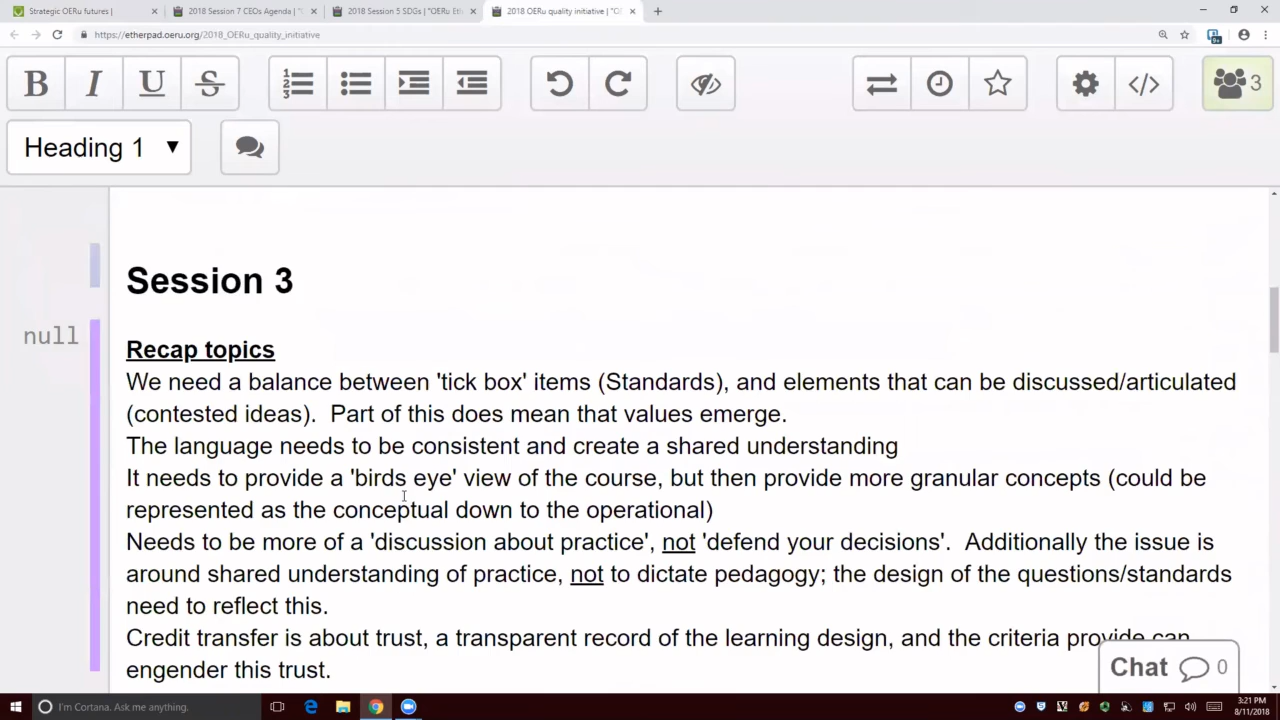 Strategic OERu futures |
2018 Session 7 CEOs Agenda | "O
2018 Session 5 SDGs | "OERu Eth
2018 OERu quality initiative | "OE
https://etherpad.oeru.org/2018_OERu_quality_initiative
B I U S
3
Heading 1
Session 3
null
Recap topics
We need a balance between 'tick box' items (Standards), and elements that can be discussed/articulated
(contested ideas).  Part of this does mean that values emerge.
The language needs to be consistent and create a shared understanding
It needs to provide a 'birds eye' view of the course, but then provide more granular concepts (could be
represented as the conceptual down to the operational)
Needs to be more of a 'discussion about practice', not 'defend your decisions'.  Additionally the issue is
around shared understanding of practice, not to dictate pedagogy; the design of the questions/standards
need to reflect this.
Credit transfer is about trust, a transparent record of the learning design, and the criteria provide can
engender this trust.
Chat 0
I'm Cortana. Ask me anything.
3:21 PM
8/11/2018